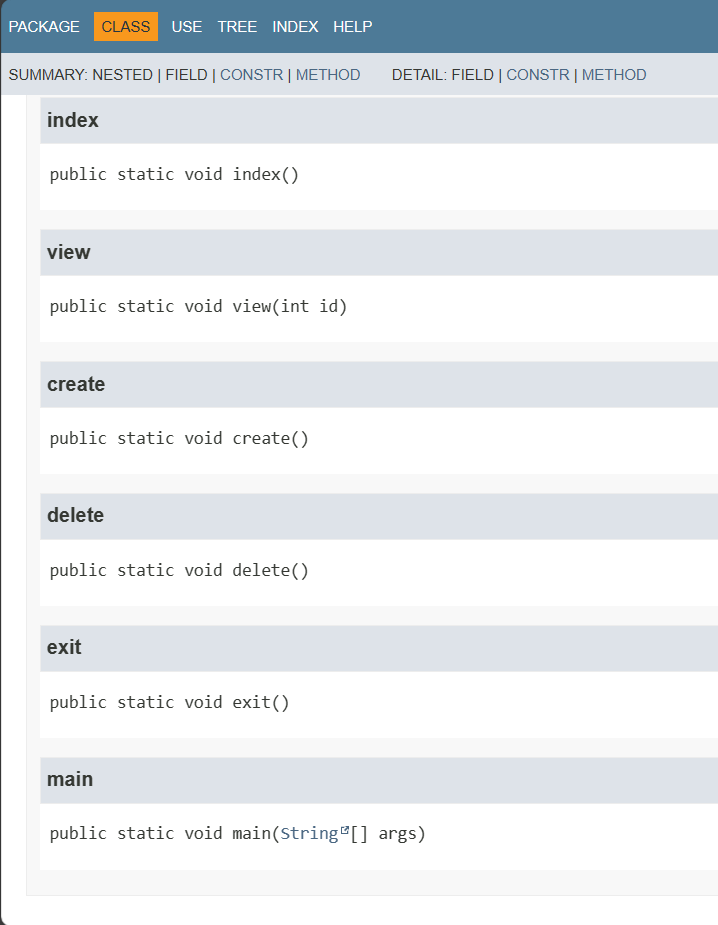 PACKAGE CLASS USE TREE INDEX HELP
SUMMARY: NESTED | FIELD | CONSTR | METHOD DETAIL: FIELD | CONSTR | METHOD
index
public static void index()
view
public static void view(int id)
create
public static void create()
delete
public static void delete()
exit
public static void exit()
main
public static void main(String[] args)